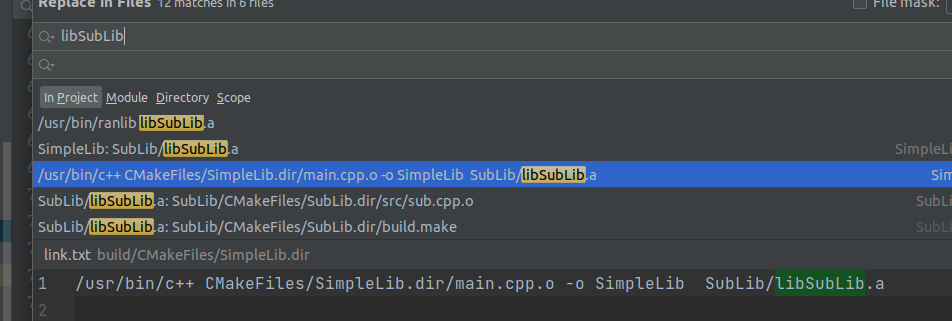 Replace in Files 12 matches in 6 files File mask:
libSubLib
In Project Module Directory Scope
/usr/bin/ranlib libSubLib.a
SimpleLib: SubLib/libSubLib.a SimpleLi
/usr/bin/c++ CMakeFiles/SimpleLib.dir/main.cpp.o -o SimpleLib  SubLib/libSubLib.a Sim
SubLib/libSubLib.a: SubLib/CMakeFiles/SubLib.dir/src/sub.cpp.o SubLi
SubLib/libSubLib.a: SubLib/CMakeFiles/SubLib.dir/build.make SubLi
link.txt build/CMakeFiles/SimpleLib.dir
1 /usr/bin/c++ CMakeFiles/SimpleLib.dir/main.cpp.o -o SimpleLib  SubLib/libSubLib.a
2